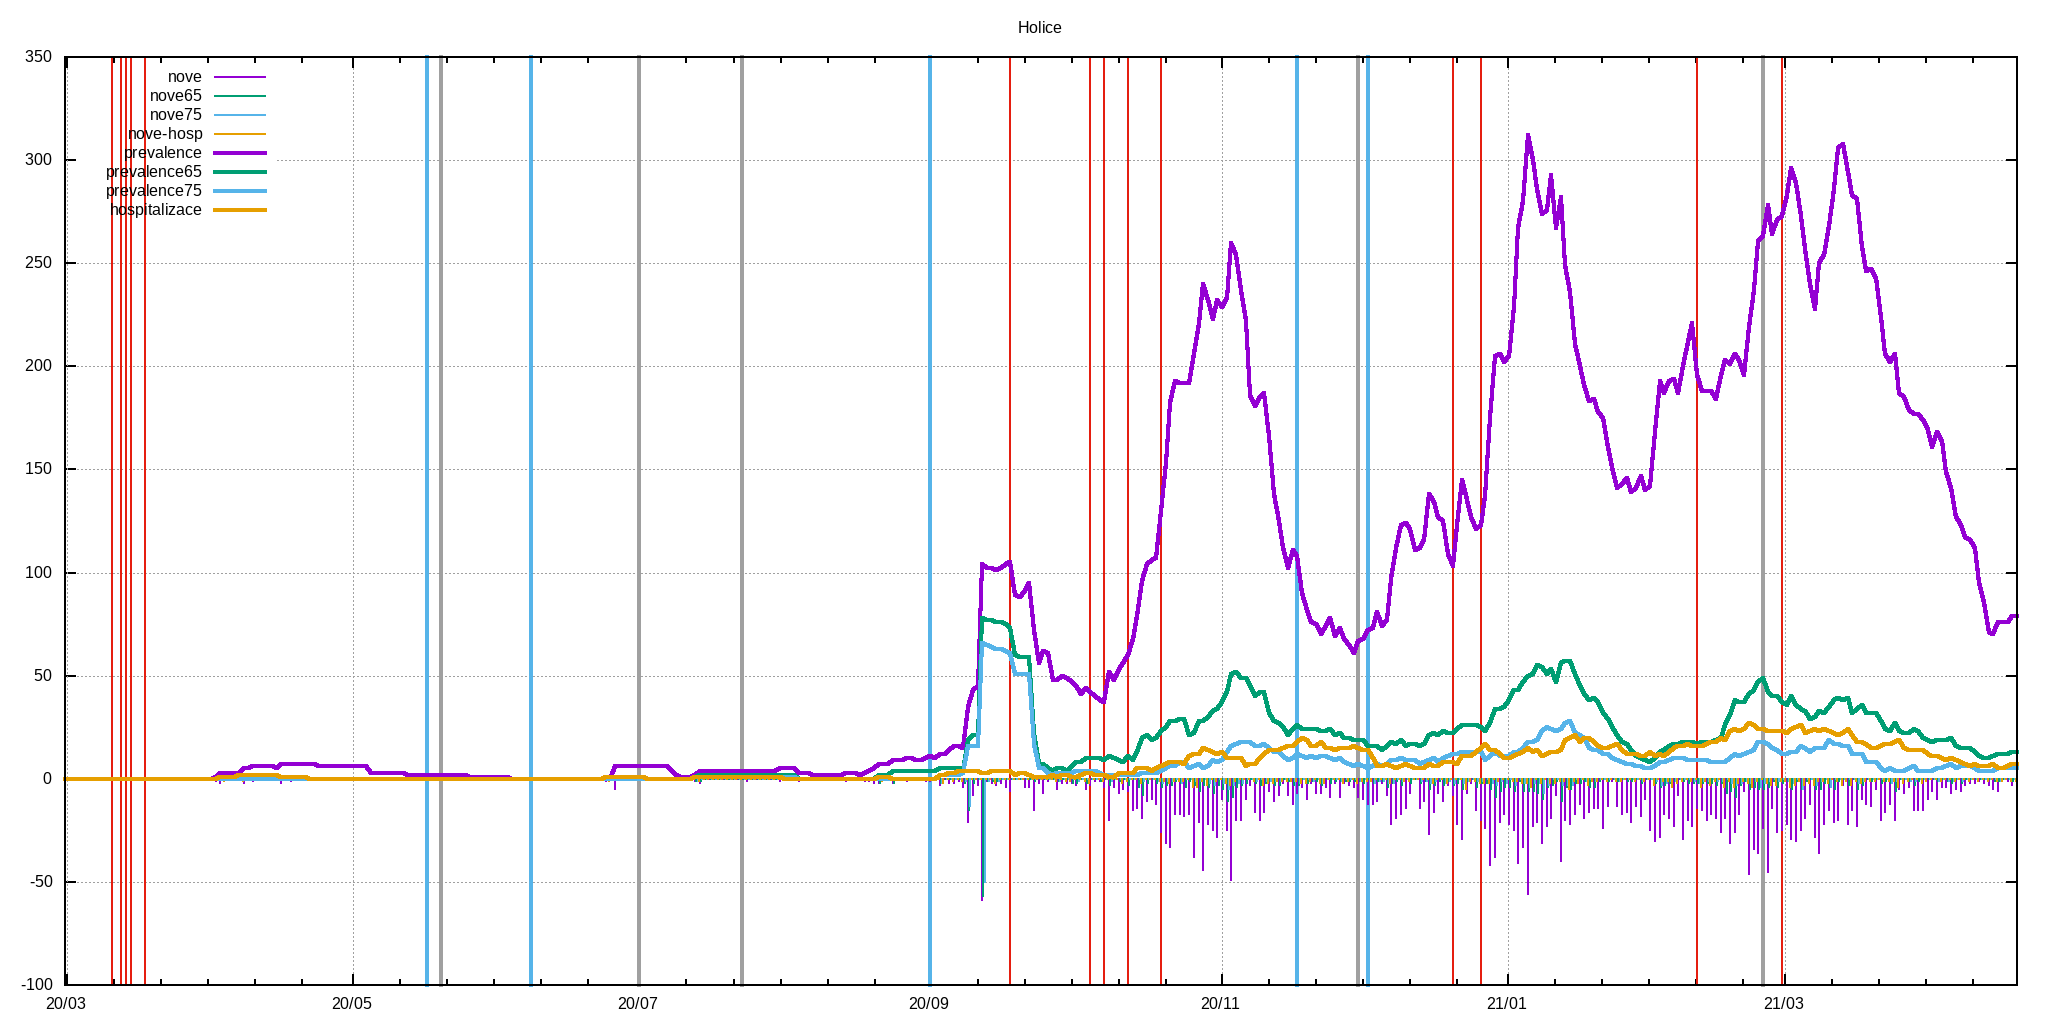 Holice
350
300
250
200
150
100
50
0
-50
-100
nove
nove65
nove75
nove-hosp
prevalence
prevalence65
prevalence75
hospitalizace
20/03 20/05 20/07 20/09 20/11 21/01 21/03